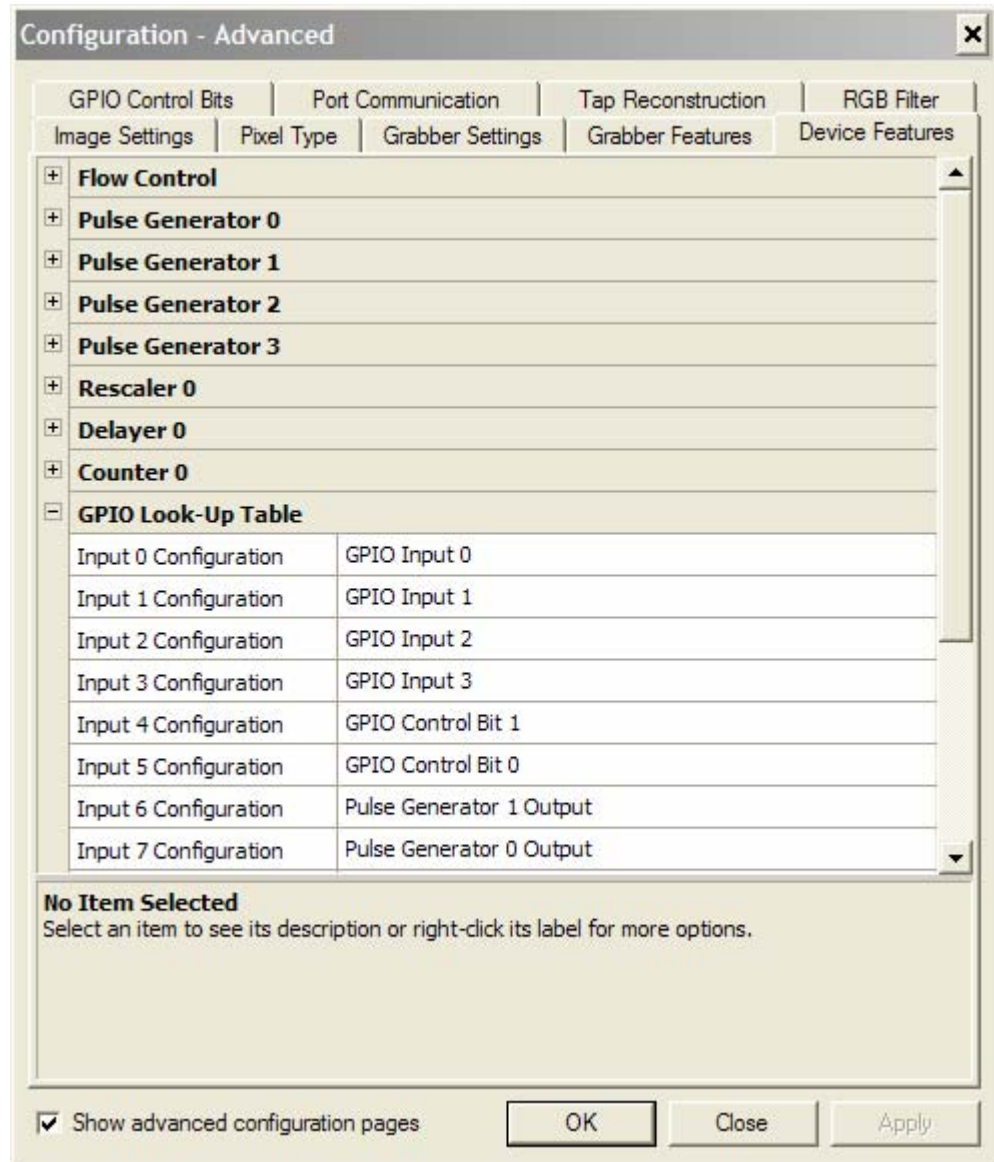 Configuration - Advanced
GPIO Control Bits Port Communication Tap Reconstruction RGB Filter
Image Settings Pixel Type Grabber Settings Grabber Features Device Features
Flow Control
Pulse Generator 0
Pulse Generator 1
Pulse Generator 2
Pulse Generator 3
Rescaler 0
Delayer 0
Counter 0
GPIO Look-Up Table
Input 0 Configuration GPIO Input 0
Input 1 Configuration GPIO Input 1
Input 2 Configuration GPIO Input 2
Input 3 Configuration GPIO Input 3
Input 4 Configuration GPIO Control Bit 1
Input 5 Configuration GPIO Control Bit 0
Input 6 Configuration Pulse Generator 1 Output
Input 7 Configuration Pulse Generator 0 Output
No Item Selected
Select an item to see its description or right-click its label for more options.
Show advanced configuration pages OK Close Apply